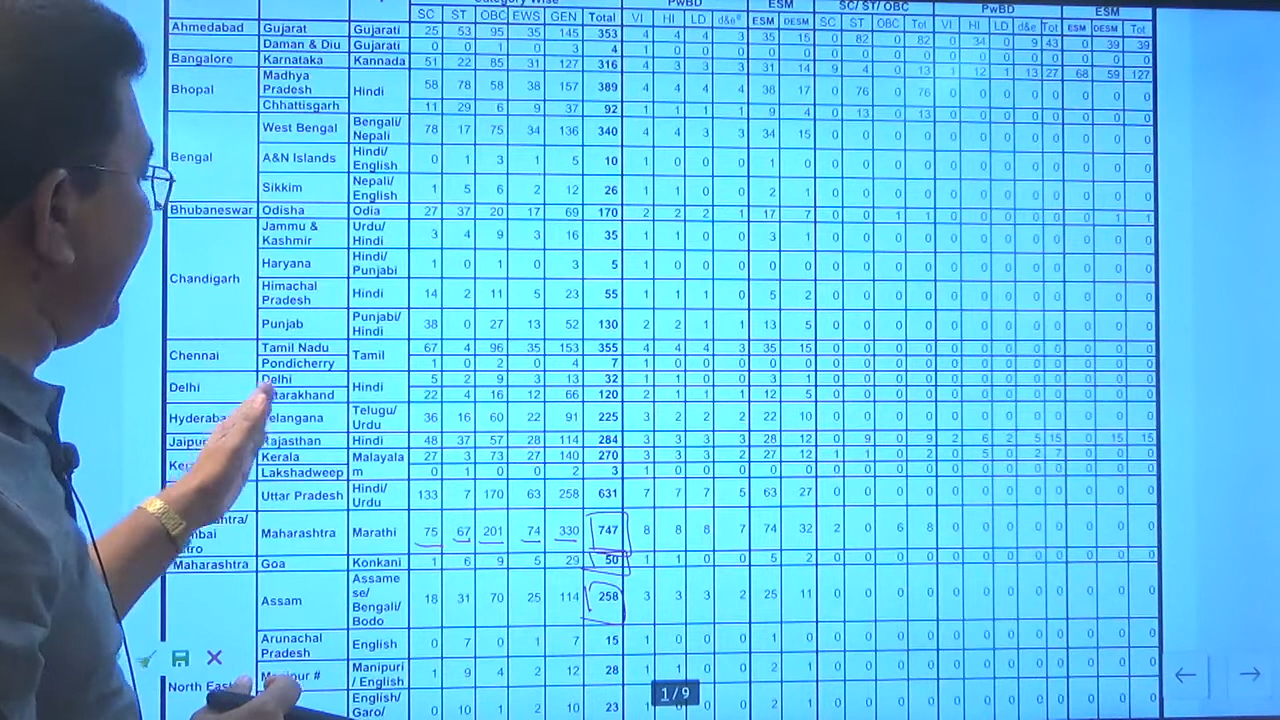 Category Wise PwBD ESM SC/ ST/ OBC PwBD ESM
SC ST OBC EWS GEN Total VI HI LD d&e ESM DESM SC ST OBC Tot VI HI LD d&e Tot ESM DESM Tot
Ahmedabad Gujarat Gujarati 25 53 95 35 145 353 4 4 4 3 35 15 0 82 0 82 0 34 0 9 43 0 39 39
Daman & Diu Gujarati 0 0 1 0 3 4 1 0 0 0 0 0 0 0 0 0 0 0 0 0 0 0 0 0
Bangalore Karnataka Kannada 51 22 85 31 127 316 4 3 3 3 31 14 9 4 0 13 1 12 1 13 27 68 59 127
Bhopal Madhya Pradesh Hindi 58 78 58 38 157 389 4 4 4 4 38 17 0 76 0 76 0 0 0 0 0 0 0 0
Chhattisgarh 11 29 6 9 37 92 1 1 1 1 9 4 0 13 0 13 0 0 0 0 0 0 0 0
Bengal West Bengal Bengali/ Nepali 78 17 75 34 136 340 4 4 3 3 34 15 0 0 0 0 0 0 0 0 0 0 0 0
A&N Islands Hindi/ English 0 1 3 1 5 10 1 0 0 0 1 0 0 0 0 0 0 0 0 0 0 0 0 0
Sikkim Nepali/ English 1 5 6 2 12 26 1 1 0 0 2 1 0 0 0 0 0 0 0 0 0 0 0 0
Bhubaneswar Odisha Odia 27 37 20 17 69 170 2 2 2 1 17 7 0 0 1 1 0 0 0 0 0 0 1 1
Chandigarh Jammu & Kashmir Urdu/ Hindi 3 4 9 3 16 35 1 1 0 0 3 1 0 0 0 0 0 0 0 0 0 0 0 0
Haryana Hindi/ Punjabi 1 0 1 0 3 5 1 0 0 0 0 0 0 0 0 0 0 0 0 0 0 0 0 0
Himachal Pradesh Hindi 14 2 11 5 23 55 1 1 1 0 5 2 0 0 0 0 0 0 0 0 0 0 0 0
Punjab Punjabi/ Hindi 38 0 27 13 52 130 2 2 1 1 13 5 0 0 0 0 0 0 0 0 0 0 0 0
Chennai Tamil Nadu Tamil 67 4 96 35 153 355 4 4 4 3 35 15 0 0 0 0 0 0 0 0 0 0 0 0
Pondicherry 1 0 2 0 4 7 1 0 0 0 0 0 0 0 0 0 0 0 0 0 0 0 0 0
Delhi Delhi Hindi 5 2 9 3 13 32 1 1 0 0 3 1 0 0 0 0 0 0 0 0 0 0 0 0
tarakhand 22 4 16 12 66 120 2 1 1 1 12 5 0 0 0 0 0 0 0 0 0 0 0 0
Hyderaba elangana Telugu/ Urdu 36 16 60 22 91 225 3 2 2 2 22 10 0 0 0 0 0 0 0 0 0 0 0 0
Jaipu Rajasthan Hindi 48 37 57 28 114 284 3 3 3 3 28 12 0 9 0 9 2 6 2 5 15 0 15 15
Ke Kerala Malayala m 27 3 73 27 140 270 3 3 3 2 27 12 1 1 0 2 0 5 0 2 7 0 0 0
Lakshadweep 0 1 0 0 2 3 1 0 0 0 0 0 0 0 0 0 0 0 0 0 0 0 0 0
Uttar Pradesh Hindi/ Urdu 133 7 170 63 258 631 7 7 7 5 63 27 0 0 0 0 0 0 0 0 0 0 0 0
Maharashtra Marathi 75 67 201 74 330 747 8 8 8 7 74 32 2 0 6 8 0 0 0 0 0 0 0 0
Maharashtra Goa Konkani 1 6 9 5 29 50 1 1 0 0 5 2 0 0 0 0 0 0 0 0 0 0 0 0
Assam Assame se/ Bengali/ Bodo 18 31 70 25 114 258 3 3 3 2 25 11 0 0 0 0 0 0 0 0 0 0 0 0
Arunachal Pradesh English 0 7 0 1 7 15 1 0 0 0 1 0 0 0 0 0 0 0 0 0 0 0 0 0
North East M pur # Manipuri / English 1 9 4 2 12 28 1 1 0 0 2 1 0 0 0 0 0 0 0 0 0 0 0 0
English/ Garo/ 0 10 1 2 10 23 1 0 0 0 2 1 0 0 0 0 0 0 0 0 0 0 0 0
1/9